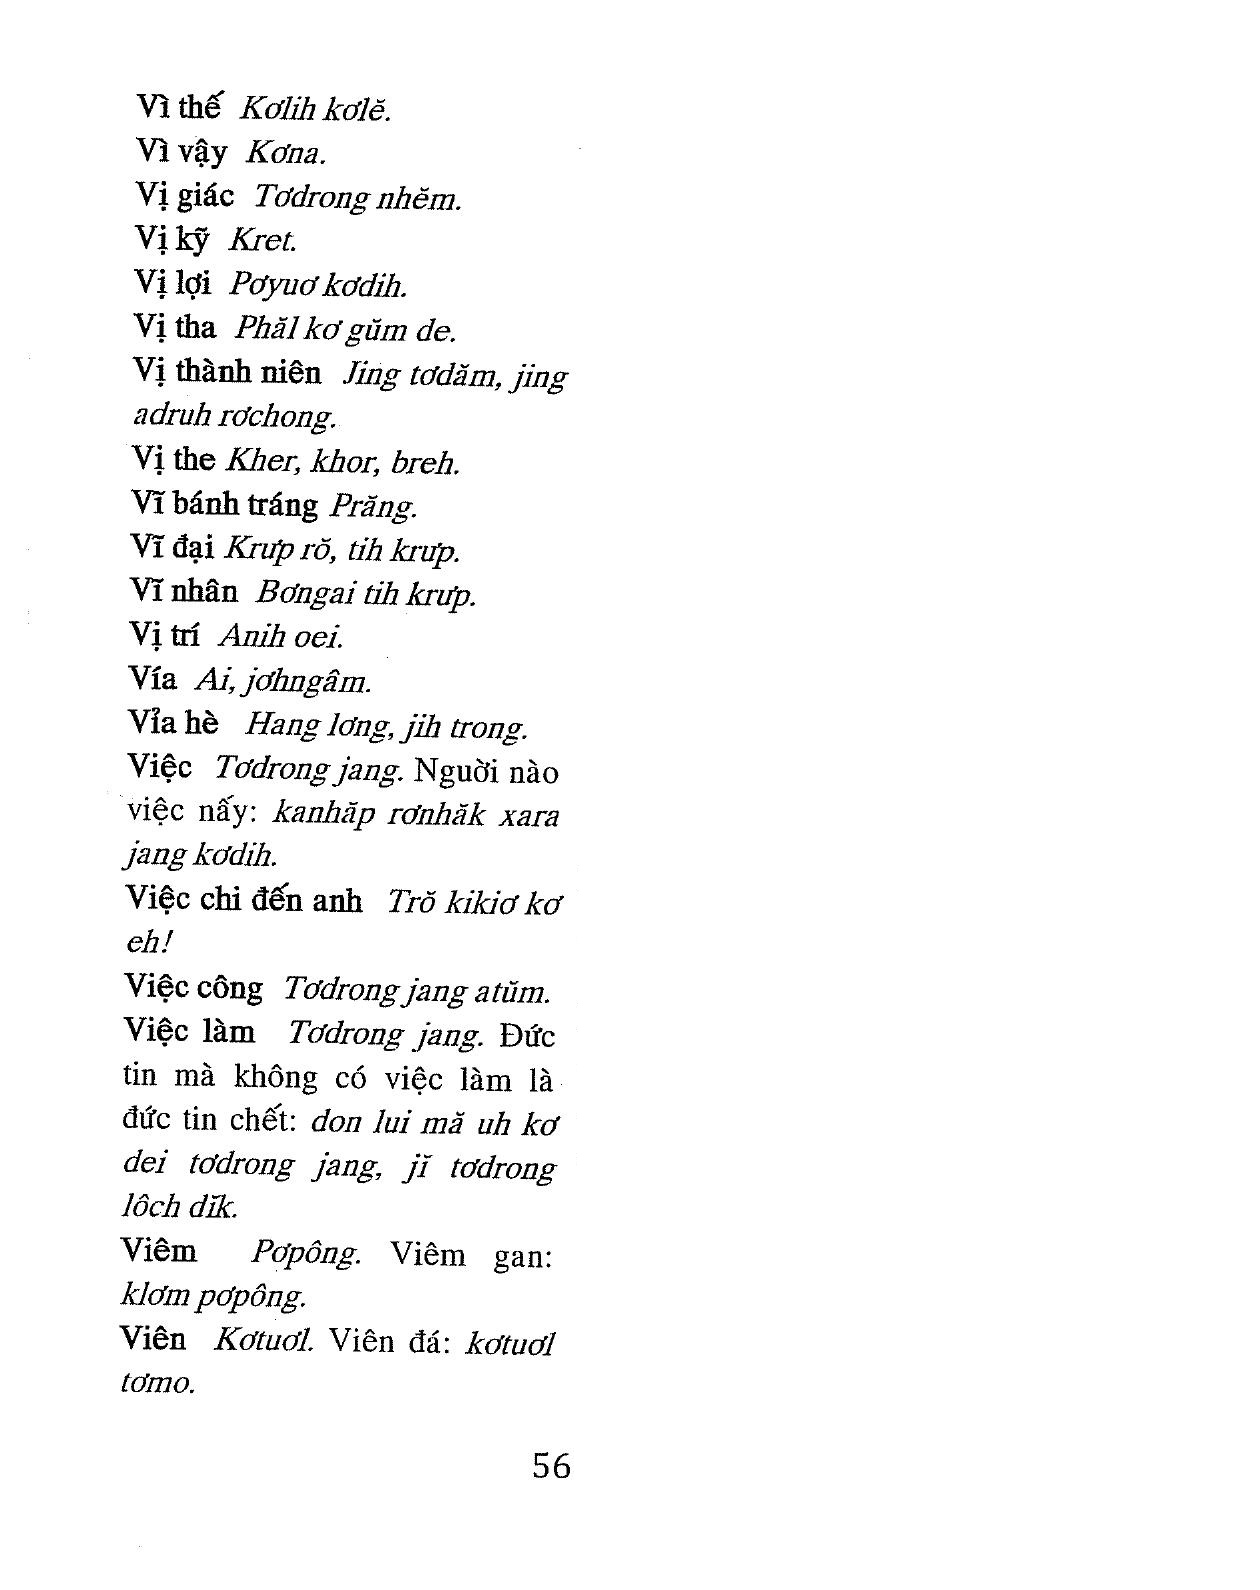 Vì thế Kơlih kơlĕ.
Vì vậy Kơna.
Vị giác Tơdrong nhĕm.
Vị kỹ Kret.
Vị lợi Pơyuơ kơdih.
Vị tha Phăl kơ gŭm de.
Vị thành niên Jing tơdăm, jing
adruh rơchong.
Vị the Kher, khor, breh.
Vĩ bánh tráng Prăng.
Vĩ đại Krưp rŏ, tih krưp.
Vĩ nhân Bơngai tih krưp.
Vị trí Anih oei.
Vía Ai, jơhngâm.
Vỉa hè Hang lơng, jih trong.
Việc Tơdrong jang. Nguời nào
việc nấy: kanhăp rơnhăk xara
jang kơdih.
Việc chi đến anh Trŏ kikiơ kơ
eh!
Việc công Tơdrong jang atŭm.
Việc làm Tơdrong jang. Đức
tin mà không có việc làm là
đức tin chết: don lui mă uh kơ
dei tơdrong jang, jĭ tơdrong
lôch dĭk.
Viêm Pơpông. Viêm gan:
klơm pơpông.
Viên Kơtuơl. Viên đá: kơtuơl
tơmo.
56